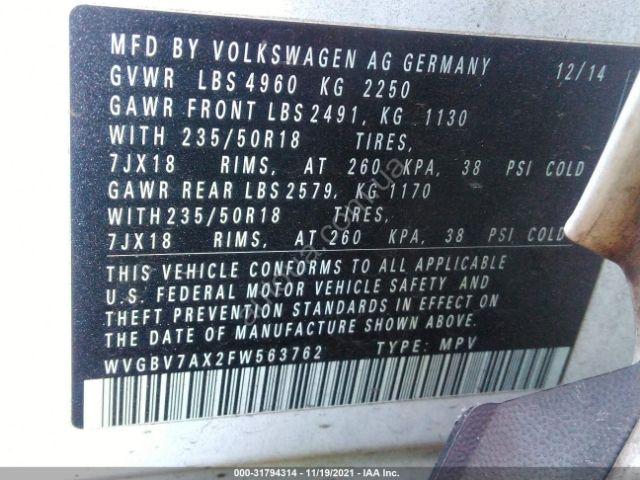 MFD BY VOLKSWAGEN AG GERMANY 12/14
GVWR LBS 4960 KG 2250
GAWR FRONT LBS 2491, KG 1130
WITH 235/50R18 TIRES,
7JX18 RIMS, AT 260 KPA, 38 PSI COLD
GAWR REAR LBS 2579, KG 1170
WITH 235/50R18 TIRES,
7JX18 RIMS, AT 260 KPA, 38 PSI COLD
THIS VEHICLE CONFORMS TO ALL APPLICABLE
U.S. FEDERAL MOTOR VEHICLE SAFETY AND
THEFT PREVENTION STANDARDS IN EFFECT ON
THE DATE OF MANUFACTURE SHOWN ABOVE.
WVGBV7AX2FW563762 TYPE: MPV
000-31794314 - 11/19/2021 - IAA Inc.